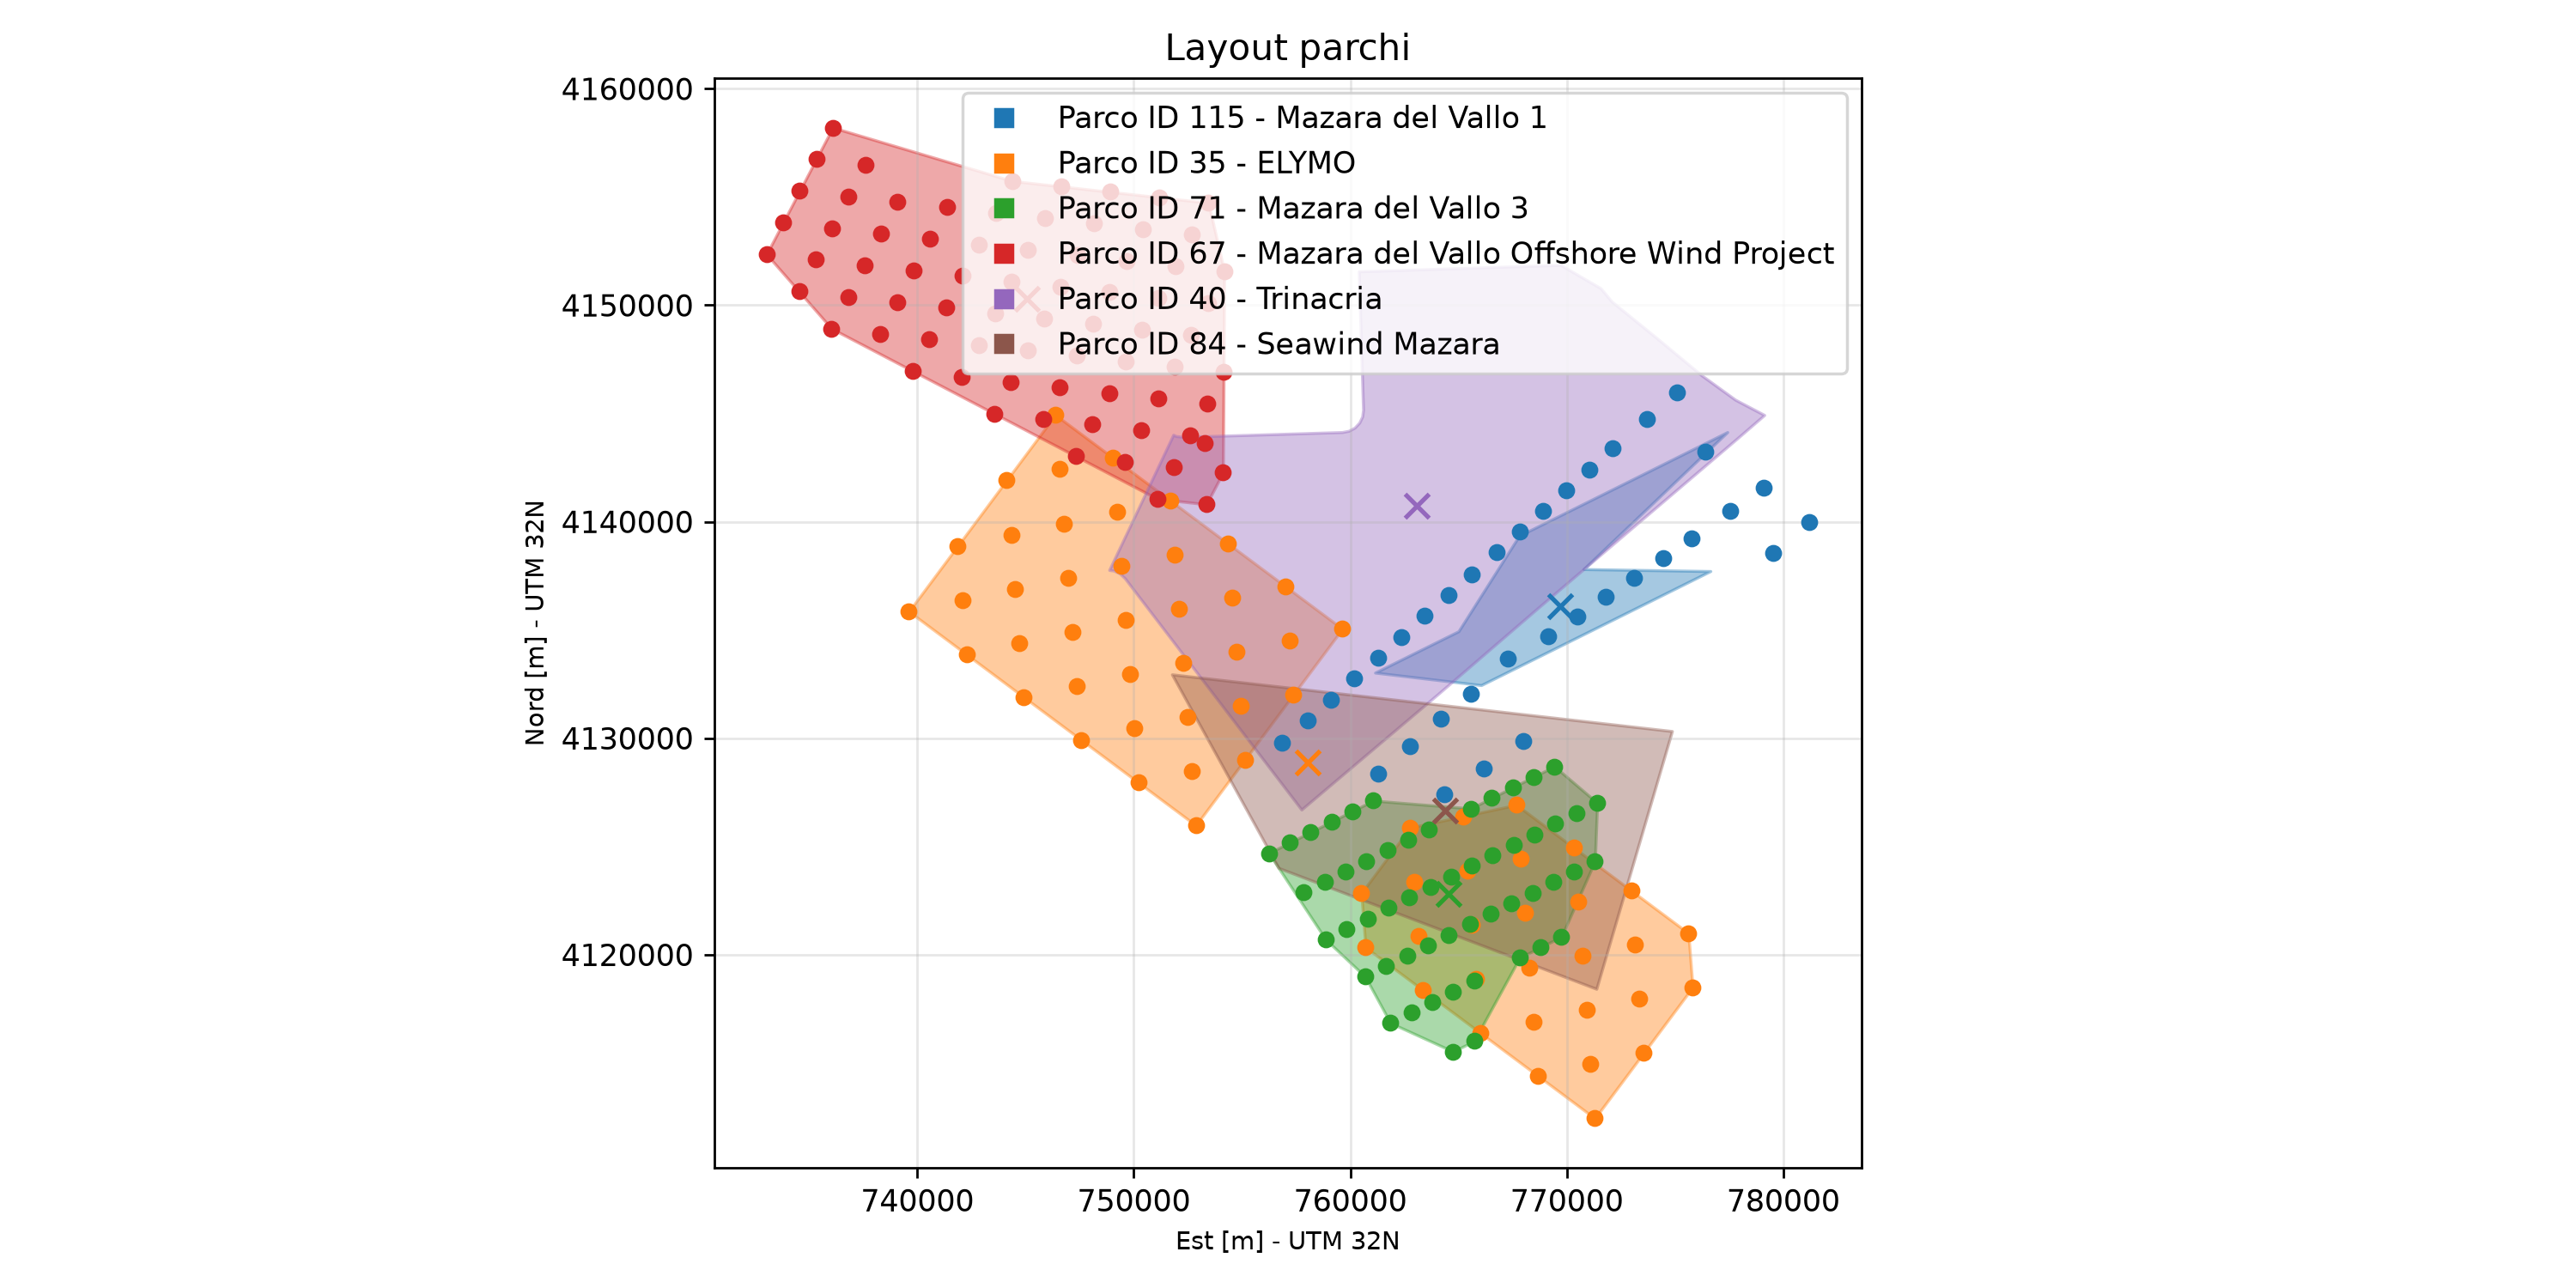 Layout parchi
4160000
4150000
4140000
4130000
4120000
Nord [m] - UTM 32N
Parco ID 115 - Mazara del Vallo 1
Parco ID 35 - ELYMO
Parco ID 71 - Mazara del Vallo 3
Parco ID 67 - Mazara del Vallo Offshore Wind Project
Parco ID 40 - Trinacria
Parco ID 84 - Seawind Mazara
740000 750000 760000 770000 780000
Est [m] - UTM 32N